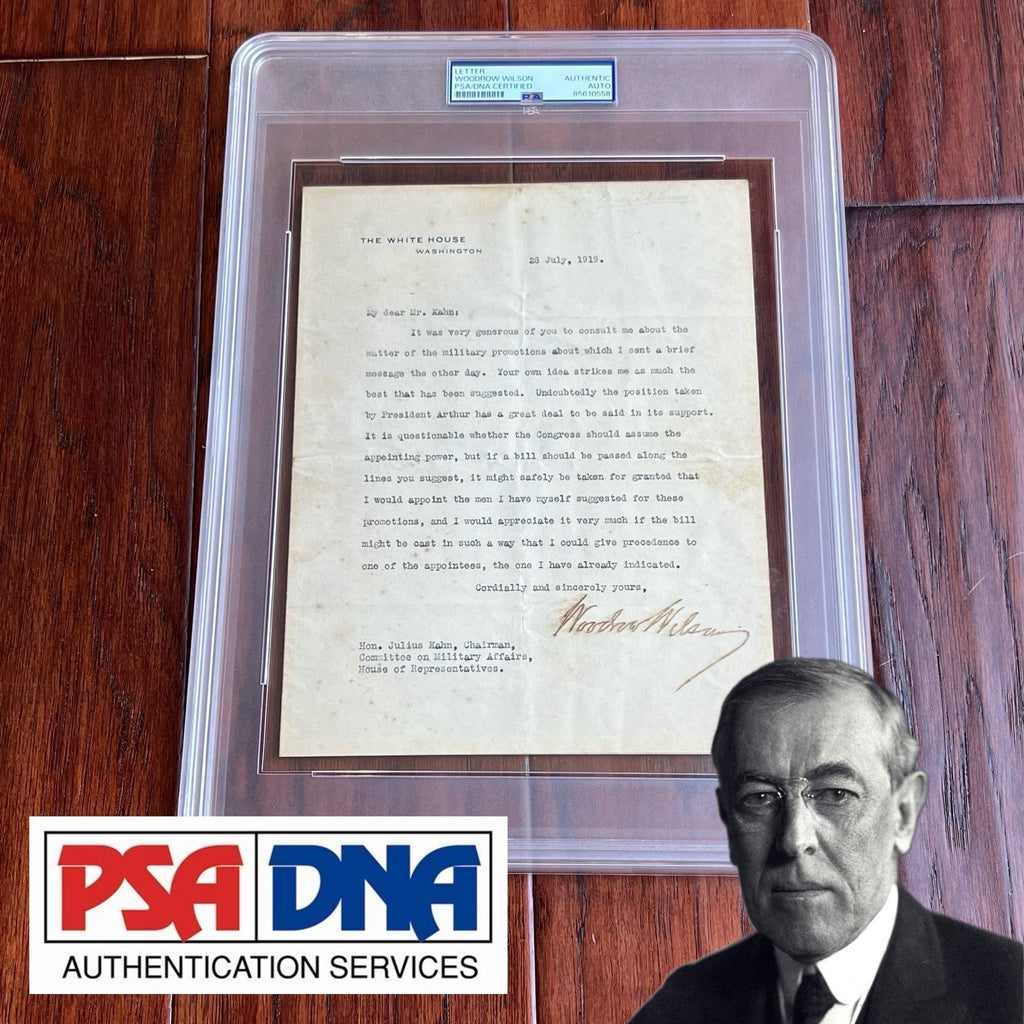 LETTER
WOODROW WILSON AUTHENTIC
PSA/DNA CERTIFIED AUTO
PSA 85610558
THE WHITE HOUSE
WASHINGTON
28 July, 1919.
My dear Mr. Kahn:
It was very generous of you to consult me about the
matter of the military promotions about which I sent a brief
message the other day. Your own idea strikes me as much the
best that has been suggested. Undoubtedly the position taken
by President Arthur has a great deal to be said in its support.
It is questionable whether the Congress should assume the
appointing power, but if a bill should be passed along the
lines you suggest, it might safely be taken for granted that
I would appoint the men I have myself suggested for these
promotions, and I would appreciate it very much if the bill
might be cast in such a way that I could give precedence to
one of the appointees, the one I have already indicated.
Cordially and sincerely yours,
Woodrow Wilson
Hon. Julius Kahn, Chairman,
Committee on Military Affairs,
House of Representatives.
PSA DNA
AUTHENTICATION SERVICES